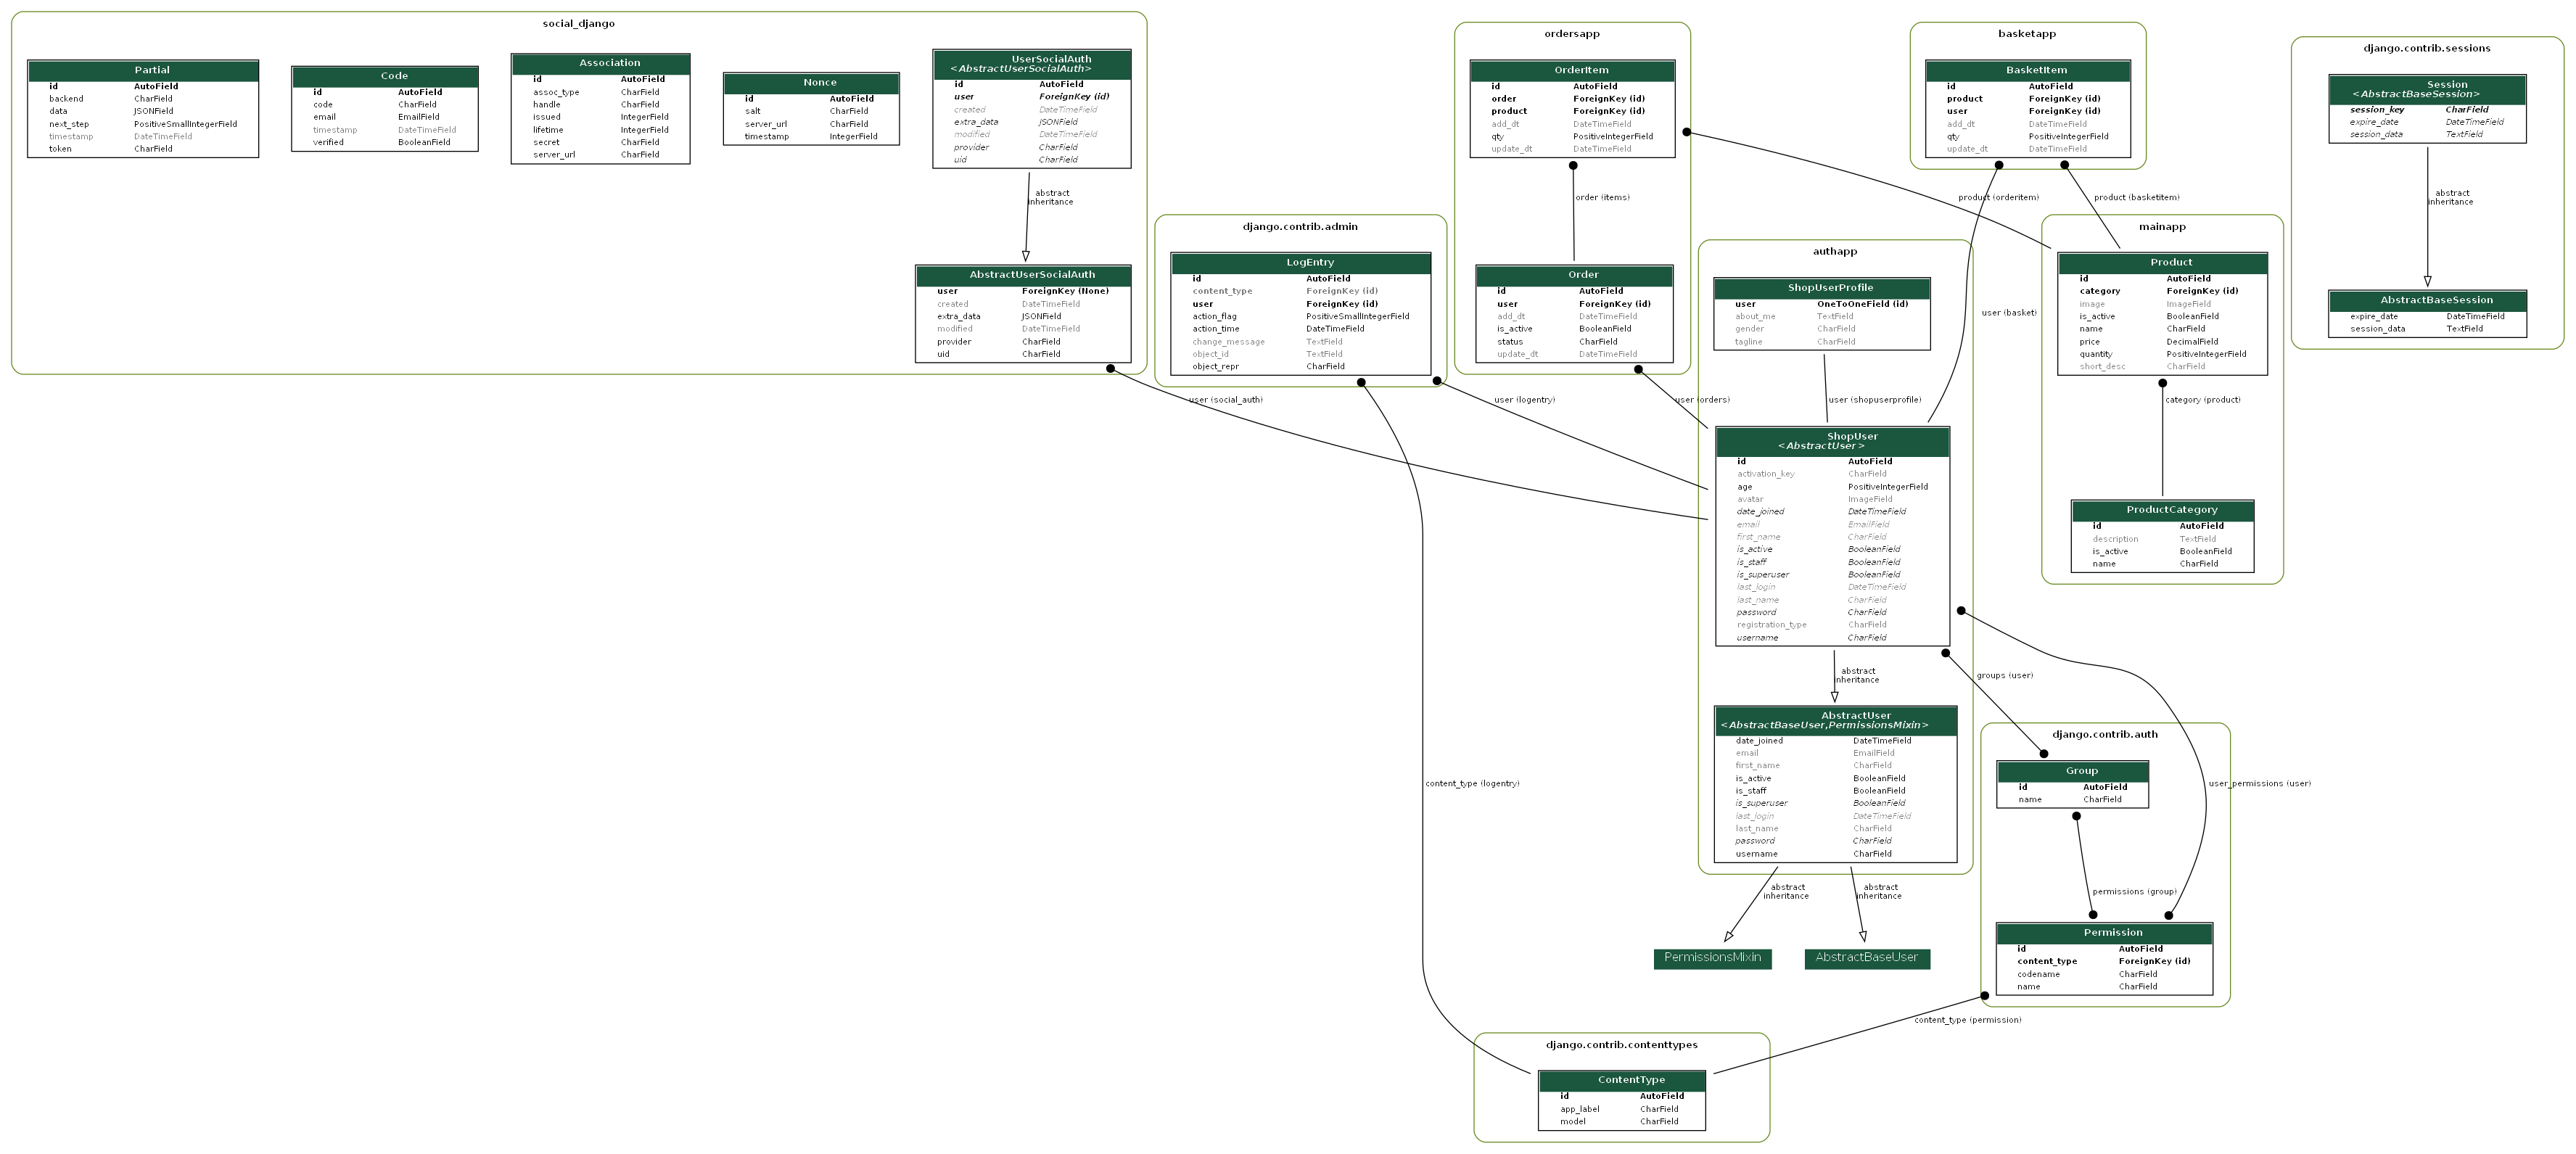 social_django
Partial
id AutoField
backend CharField
data JSONField
next_step PositiveSmallIntegerField
timestamp DateTimeField
token CharField
Code
id AutoField
code CharField
email EmailField
timestamp DateTimeField
verified BooleanField
Association
id AutoField
assoc_type CharField
handle CharField
issued IntegerField
lifetime IntegerField
secret CharField
server_url CharField
Nonce
id AutoField
salt CharField
server_url CharField
timestamp IntegerField
UserSocialAuth
<AbstractUserSocialAuth>
id AutoField
user ForeignKey (id)
created DateTimeField
extra_data JSONField
modified DateTimeField
provider CharField
uid CharField
abstract
inheritance
AbstractUserSocialAuth
user ForeignKey (None)
created DateTimeField
extra_data JSONField
modified DateTimeField
provider CharField
uid CharField
user (social_auth)
django.contrib.admin
LogEntry
id AutoField
content_type ForeignKey (id)
user ForeignKey (id)
action_flag PositiveSmallIntegerField
action_time DateTimeField
change_message TextField
object_id TextField
object_repr CharField
user (logentry)
content_type (logentry)
ordersapp
OrderItem
id AutoField
order ForeignKey (id)
product ForeignKey (id)
add_dt DateTimeField
qty PositiveIntegerField
update_dt DateTimeField
order (items)
Order
id AutoField
user ForeignKey (id)
add_dt DateTimeField
is_active BooleanField
status CharField
update_dt DateTimeField
user (orders)
basketapp
BasketItem
id AutoField
product ForeignKey (id)
user ForeignKey (id)
add_dt DateTimeField
qty PositiveIntegerField
update_dt DateTimeField
product (orderitem)
product (basketitem)
user (basket)
mainapp
Product
id AutoField
category ForeignKey (id)
image ImageField
is_active BooleanField
name CharField
price DecimalField
quantity PositiveIntegerField
short_desc CharField
category (product)
ProductCategory
id AutoField
description TextField
is_active BooleanField
name CharField
django.contrib.sessions
Session
<AbstractBaseSession>
session_key CharField
expire_date DateTimeField
session_data TextField
abstract
inheritance
AbstractBaseSession
expire_date DateTimeField
session_data TextField
authapp
ShopUserProfile
user OneToOneField (id)
about_me TextField
gender CharField
tagline CharField
user (shopuserprofile)
ShopUser
<AbstractUser>
id AutoField
activation_key CharField
age PositiveIntegerField
avatar ImageField
date_joined DateTimeField
email EmailField
first_name CharField
is_active BooleanField
is_staff BooleanField
is_superuser BooleanField
last_login DateTimeField
last_name CharField
password CharField
registration_type CharField
username CharField
abstract
inheritance
groups (user)
AbstractUser
<AbstractBaseUser,PermissionsMixin>
date_joined DateTimeField
email EmailField
first_name CharField
is_active BooleanField
is_staff BooleanField
is_superuser BooleanField
last_login DateTimeField
last_name CharField
password CharField
username CharField
abstract
inheritance
abstract
inheritance
PermissionsMixin
AbstractBaseUser
django.contrib.auth
Group
id AutoField
name CharField
user_permissions (user)
permissions (group)
Permission
id AutoField
content_type ForeignKey (id)
codename CharField
name CharField
content_type (permission)
django.contrib.contenttypes
ContentType
id AutoField
app_label CharField
model CharField